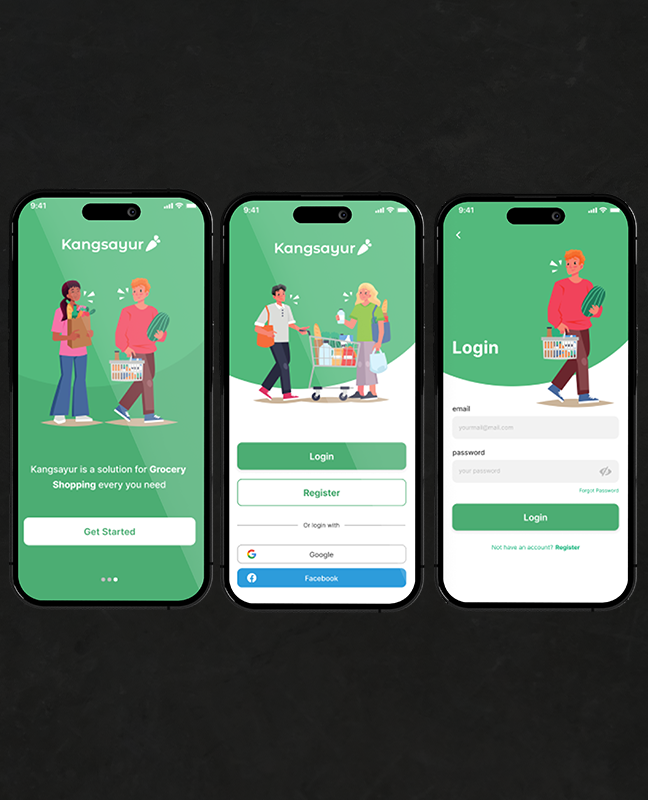 9:41
Kangsayur
Kangsayur is a solution for Grocery
Shopping every you need
Get Started
9:41
Kangsayur
Login
Register
Or login with
Google
Facebook
9:41
Login
email
yourmail@mail.com
password
your password
Forgot Password
Login
Not have an account? Register